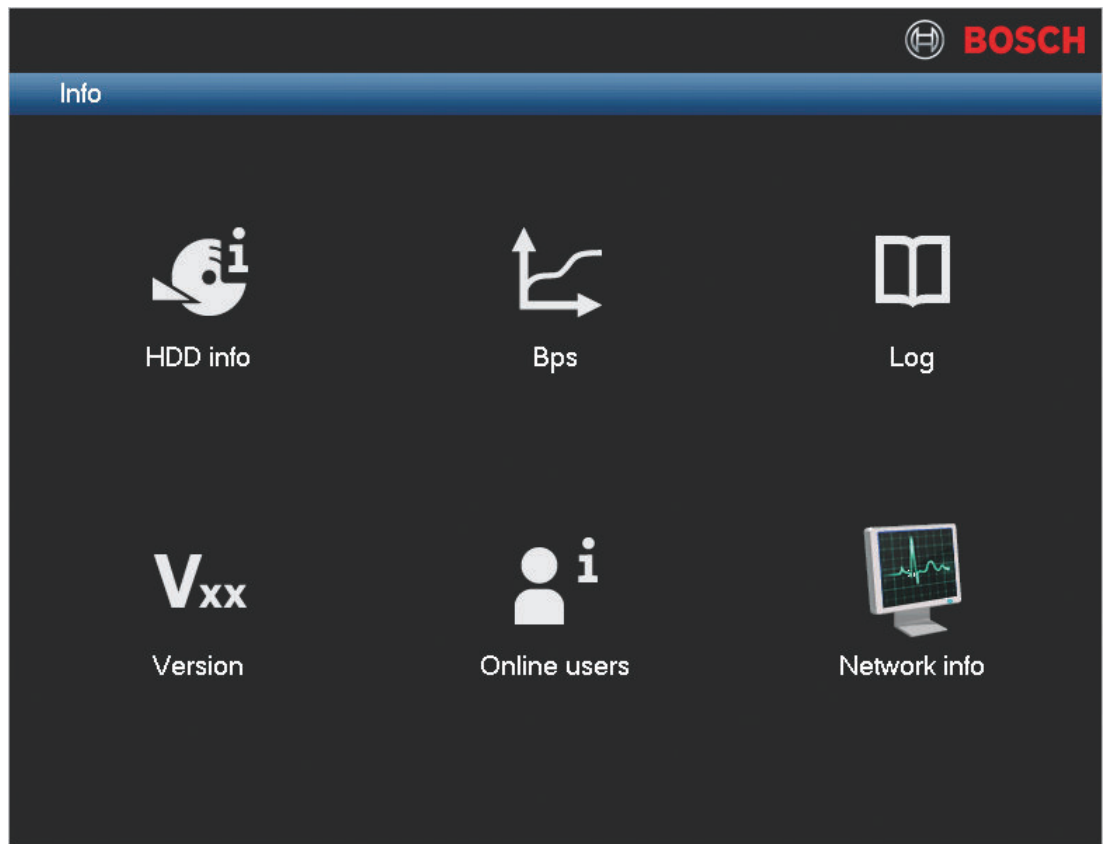 BOSCH
Info
HDD info
Bps
Log
Vxx
Version
Online users
Network info